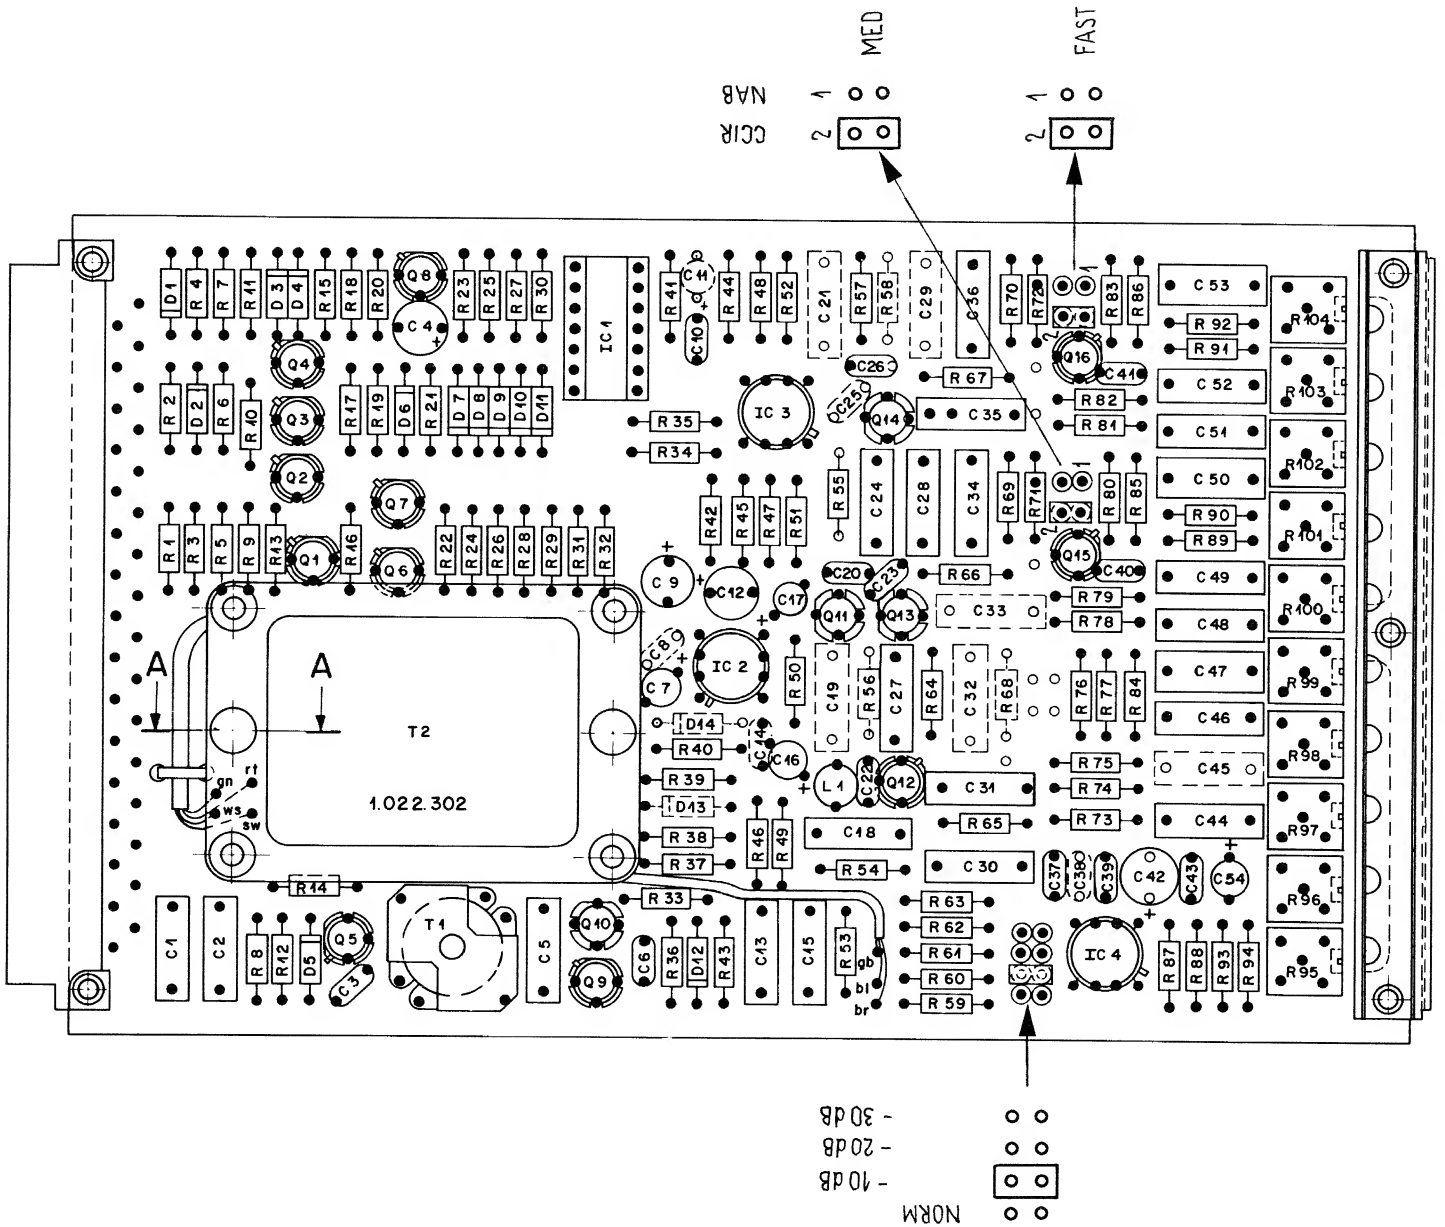 MED
FAST
NAB 1 1
CCIR 2 2
D1 R4 R7 R11 D3 D4 R15 R18 R20 Q8 R23 R25 R27 R30 IC1 R41 C11 + R44 R48 R52 C21 R57 R58 C29 C36 R70 R72 1 R83 R86 C53
C4 + C10 2 R92 R104
Q4 Q16 R91
C26 R67 C41 C52 R103
R2 D2 R6 R10 Q3 R17 R19 D6 R21 D7 D8 D9 D10 D11 IC3 C25 Q14 C35 R82
R35 R81 C51
R34 R102
Q2 R55 C24 C28 C34 R69 R71 1 R80 R85 C50
Q7 R42 R45 R47 R51 2 R90
R1 R3 R5 R9 R13 Q1 R16 Q6 R22 R24 R26 R28 R29 R31 R32 Q15 R89 R101
+ C9 + C12 C17 + C20 C23 R66 C40 C49
Q11 Q13 C33 R79 R100
R78 C48
A A C8 + IC2 + R50 C19 R56 C27 R64 C32 R68 R76 R77 R84 C47 R99
C7
T2 D14 C14 C46
R40 C16 + R98
gn rt R39 L1 C22 Q12 R75 C45
1.022.302 D13 C31 R74
ws sw R46 R49 C18 R65 R73 C44 R97
R38
R37 R54 C30 C37 C38 C39 C42 + C43 C54 +
R14 R33 R63 R96
C1 C2 R8 R12 D5 Q5 C3 T1 C5 Q10 C6 R36 D12 R43 C13 C15 R53 R62
gb R61 IC4 R87 R88 R93 R94 R95
Q9 bl R60
br R59
-30dB
-20dB
-10dB
NORM